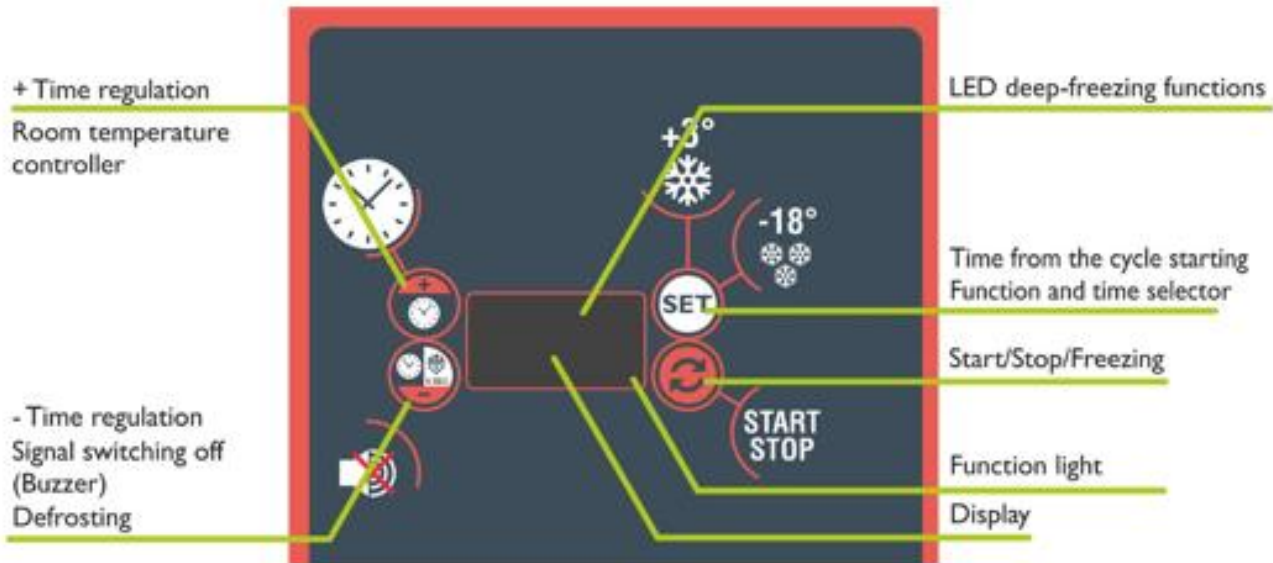 + Time regulation
Room temperature
controller
- Time regulation
Signal switching off
(Buzzer)
Defrosting
+3°
-18°
+
SET
-
START
STOP
LED deep-freezing functions
Time from the cycle starting
Function and time selector
Start/Stop/Freezing
Function light
Display